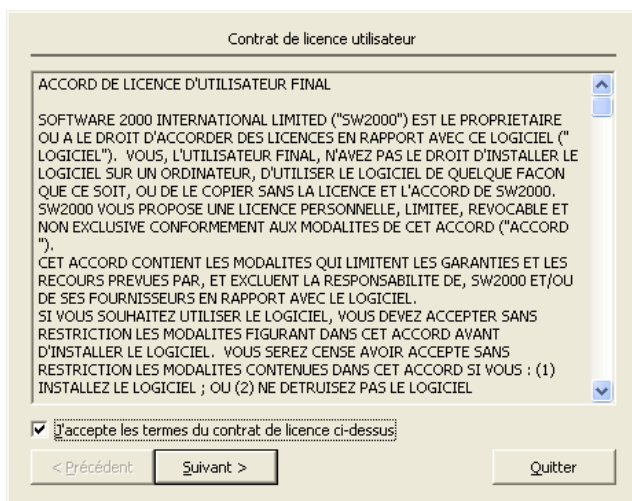 Contrat de licence utilisateur
ACCORD DE LICENCE D'UTILISATEUR FINAL
SOFTWARE 2000 INTERNATIONAL LIMITED ("SW2000") EST LE PROPRIETAIRE
OU A LE DROIT D'ACCORDER DES LICENCES EN RAPPORT AVEC CE LOGICIEL ("
LOGICIEL"). VOUS, L'UTILISATEUR FINAL, N'AVEZ PAS LE DROIT D'INSTALLER LE
LOGICIEL SUR UN ORDINATEUR, D'UTILISER LE LOGICIEL DE QUELQUE FACON
QUE CE SOIT, OU DE LE COPIER SANS LA LICENCE ET L'ACCORD DE SW2000.
SW2000 VOUS PROPOSE UNE LICENCE PERSONNELLE, LIMITEE, REVOCABLE ET
NON EXCLUSIVE CONFORMEMENT AUX MODALITES DE CET ACCORD ("ACCORD
").
CET ACCORD CONTIENT LES MODALITES QUI LIMITENT LES GARANTIES ET LES
RECOURS PREVUES PAR, ET EXCLUENT LA RESPONSABILITE DE, SW2000 ET/OU
DE SES FOURNISSEURS EN RAPPORT AVEC LE LOGICIEL.
SI VOUS SOUHAITEZ UTILISER LE LOGICIEL, VOUS DEVEZ ACCEPTER SANS
RESTRICTION LES MODALITES FIGURANT DANS CET ACCORD AVANT
D'INSTALLER LE LOGICIEL. VOUS SEREZ CENSE AVOIR ACCEPTE SANS
RESTRICTION LES MODALITES CONTENUES DANS CET ACCORD SI VOUS : (1)
INSTALLEZ LE LOGICIEL ; OU (2) NE DETRUISEZ PAS LE LOGICIEL
J'accepte les termes du contrat de licence ci-dessus
< Précédent Suivant > Quitter